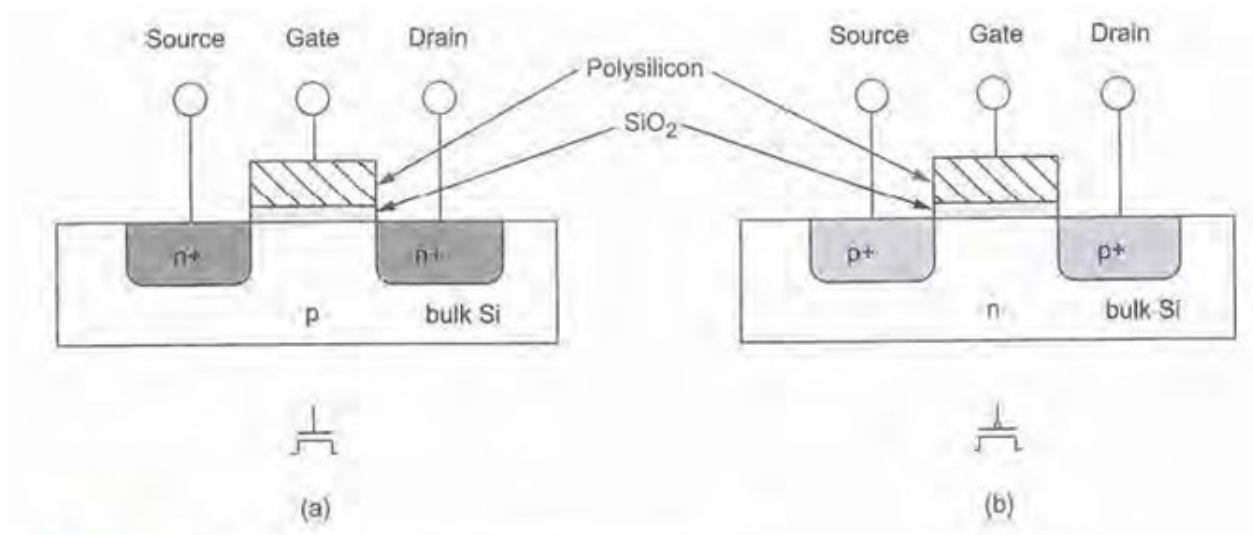 Source Gate Drain Source Gate Drain
Polysilicon
SiO2
n+ n+ p+ p+
p bulk Si n bulk Si
(a) (b)